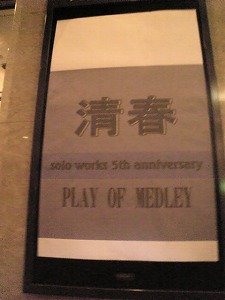 清春
solo works 5th anniversary
PLAY OF MEDLEY